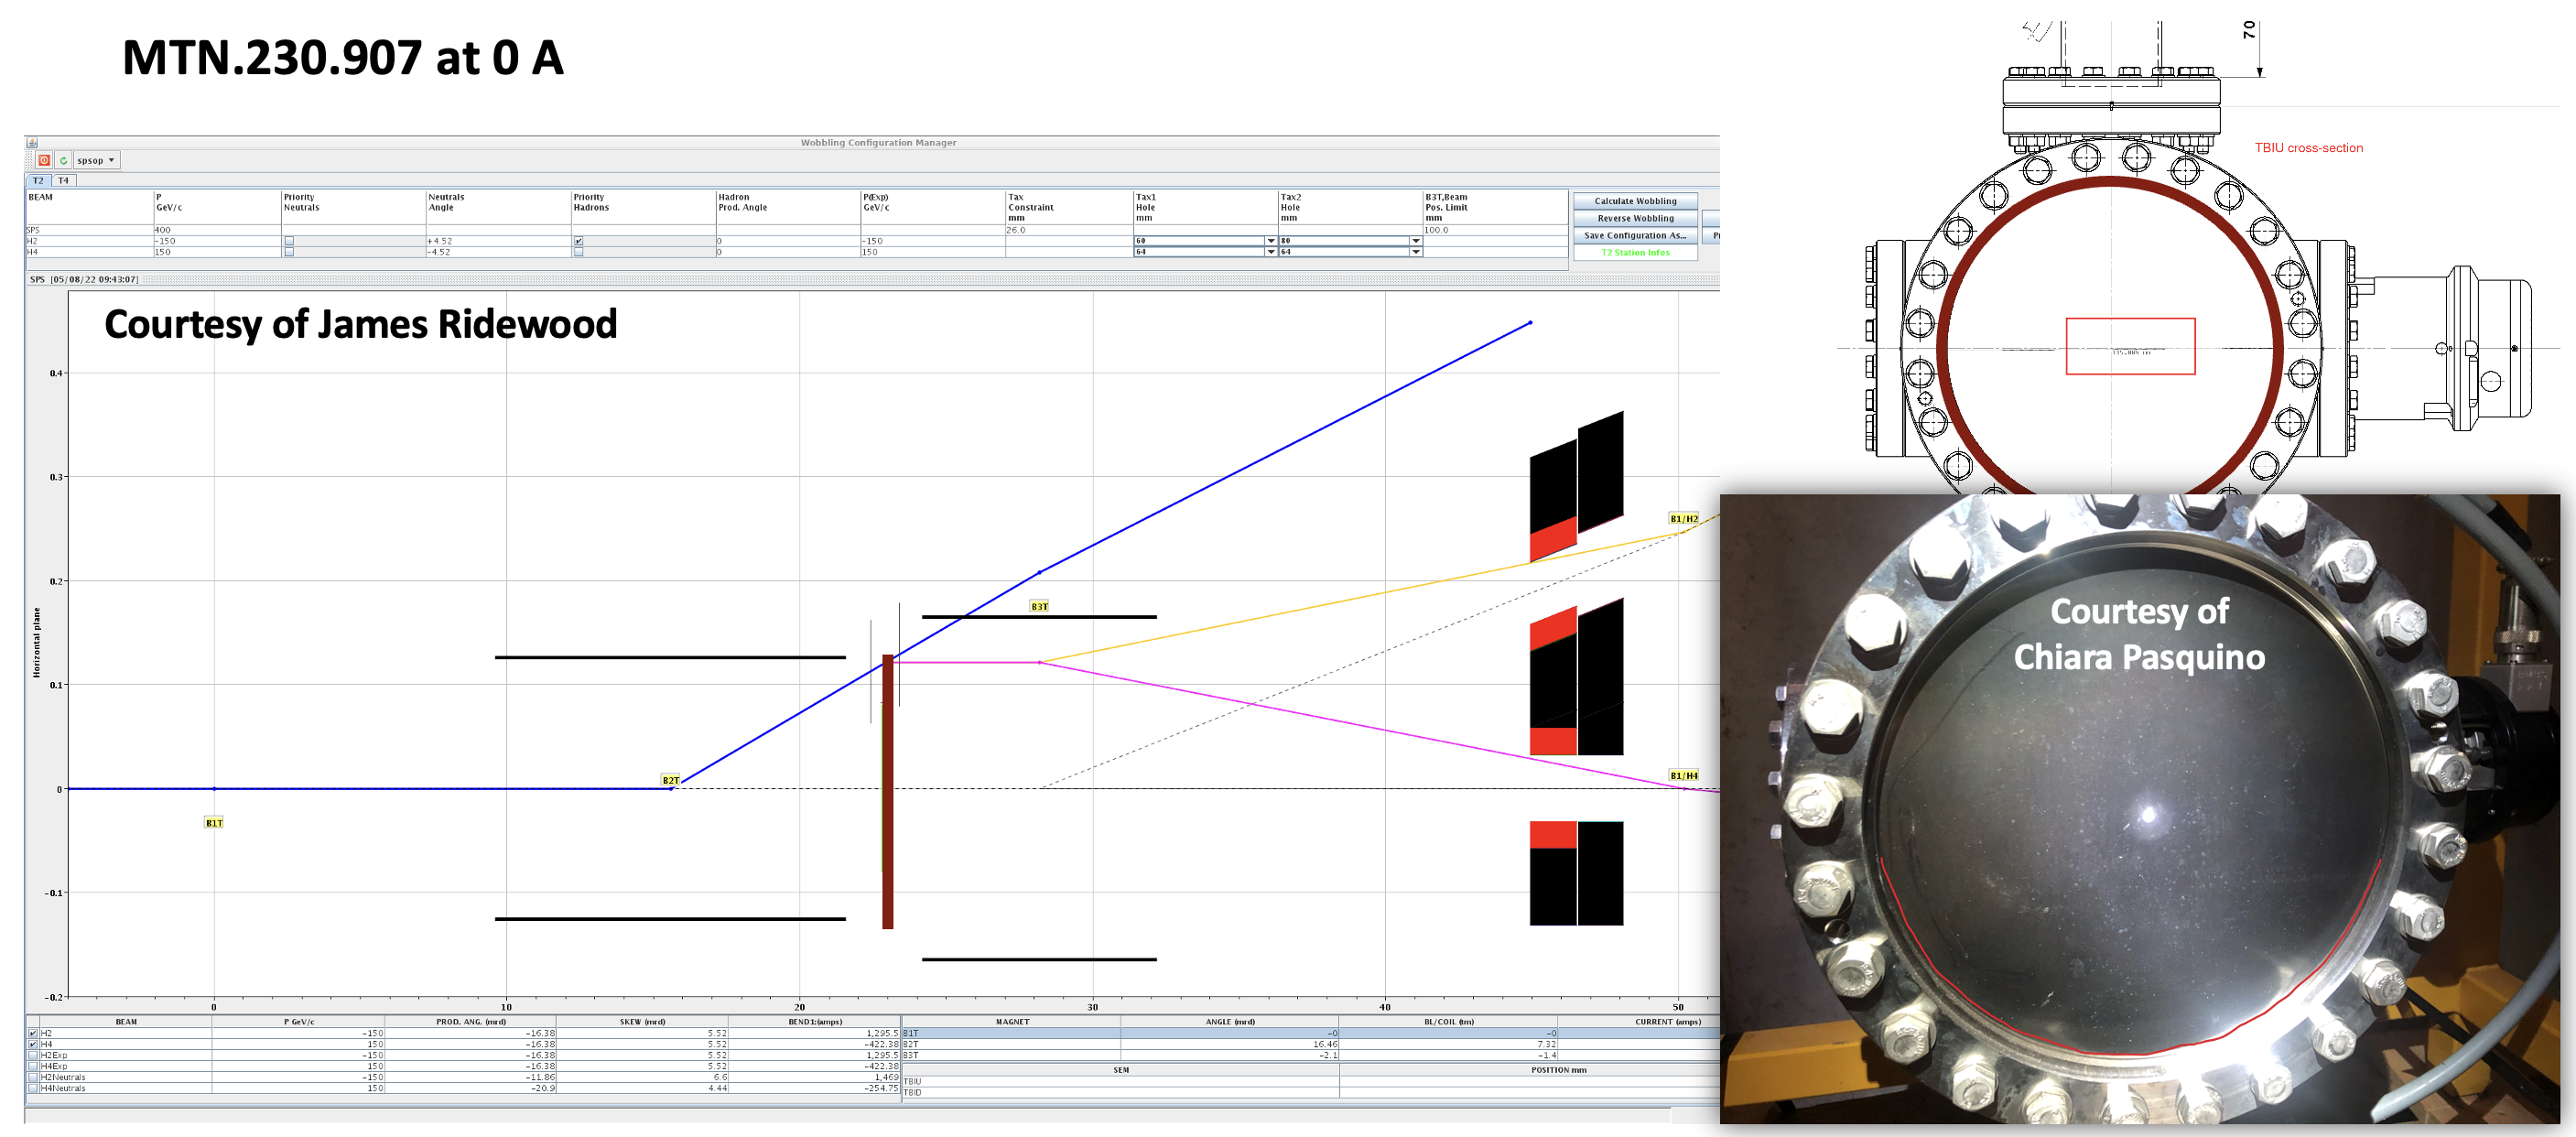 MTN.230.907 at 0 A
Wobbling Configuration Manager
spsop
T2 T4
BEAM P GeV/c Priority Neutrals Neutrals Angle Priority Hadrons Hadron Prod. Angle P(Exp) GeV/c Tax Constraint mm Tax1 Hole mm Tax2 Hole mm B3T,Beam Pos. Limit mm
SPS 400 26.0 100.0
H2 -150 +4.52 0 -150 60 80
H4 150 -4.52 0 150 64 64
Calculate Wobbling
Reverse Wobbling
Save Configuration As...
T2 Station Infos
SPS [05/08/22 09:43:07]
Courtesy of James Ridewood
Horizontal plane
0.4
0.3
0.2
0.1
0
-0.1
-0.2
B1T
B2T
B3T
B1/H2
B1/H4
0 10 20 30 40 50
BEAM P GeV/c PROD. ANG. (mrd) SKEW (mrd) BEND1:(amps)
H2 -150 -16.38 5.52 1,295.5
H4 150 -16.38 5.52 -422.38
H2Exp -150 -16.38 5.52 1,295.5
H4Exp 150 -16.38 5.52 -422.38
H2Neutrals -150 -11.86 6.6 1,469
H4Neutrals 150 -20.9 4.44 -254.75
MAGNET ANGLE (mrd) BL/COIL (tm) CURRENT (amps)
B1T -0 -0
B2T 16.46 7.32
B3T -2.1 -1.4
SEM POSITION mm
TBIU
TBID
70
TBIU cross-section
Courtesy of
Chiara Pasquino